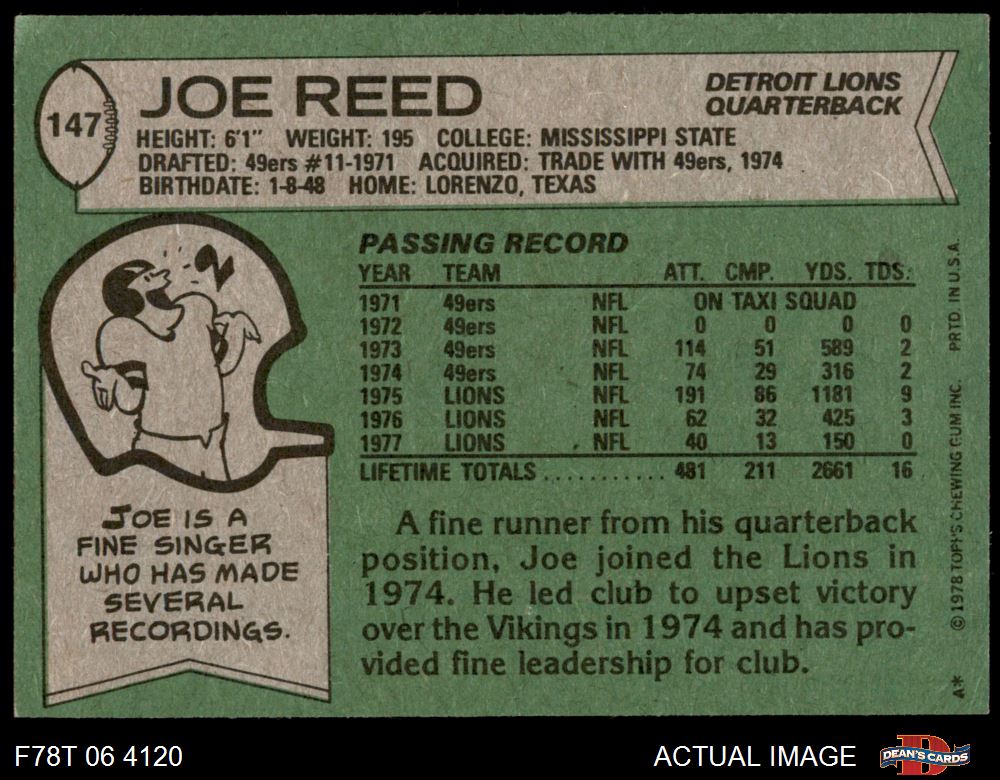 147
JOE REED
DETROIT LIONS
QUARTERBACK
HEIGHT: 6'1" WEIGHT: 195 COLLEGE: MISSISSIPPI STATE
DRAFTED: 49ers #11-1971 ACQUIRED: TRADE WITH 49ers, 1974
BIRTHDATE: 1-8-48 HOME: LORENZO, TEXAS
PASSING RECORD
YEAR TEAM ATT. CMP. YDS. TDS.
1971 49ers NFL ON TAXI SQUAD
1972 49ers NFL 0 0 0 0
1973 49ers NFL 114 51 589 2
1974 49ers NFL 74 29 316 2
1975 LIONS NFL 191 86 1181 9
1976 LIONS NFL 62 32 425 3
1977 LIONS NFL 40 13 150 0
LIFETIME TOTALS ........... 481 211 2661 16
JOE IS A
FINE SINGER
WHO HAS MADE
SEVERAL
RECORDINGS.
A fine runner from his quarterback
position, Joe joined the Lions in
1974. He led club to upset victory
over the Vikings in 1974 and has pro-
vided fine leadership for club.
A* © 1978 TOPPS CHEWING GUM INC. PRTD. IN U.S.A.
F78T 06 4120
ACTUAL IMAGE
DEAN'S CARDS